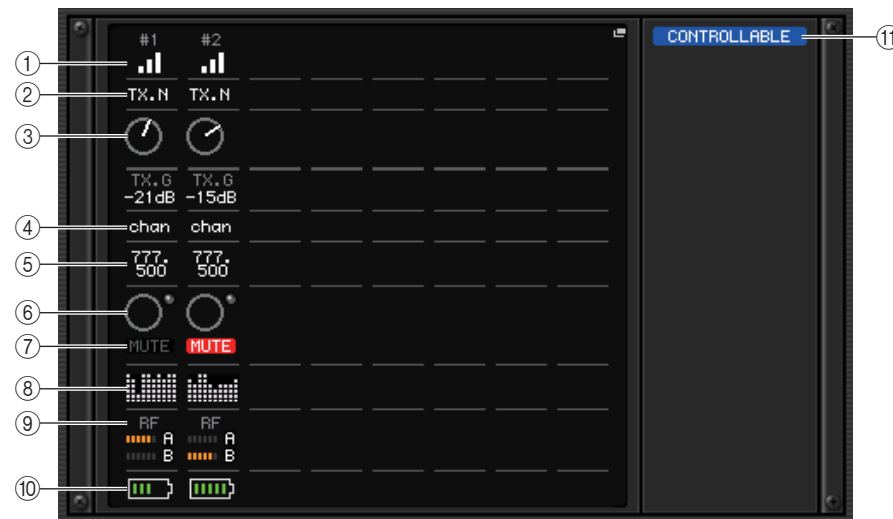 #1 #2
CONTROLLABLE ⑪
①
② TX.N TX.N
③
TX.G TX.G
-21dB -15dB
④ chan chan
⑤ 777. 777.
500 500
⑥
⑦ MUTE MUTE
⑧
⑨ RF RF
A A
B B
⑩